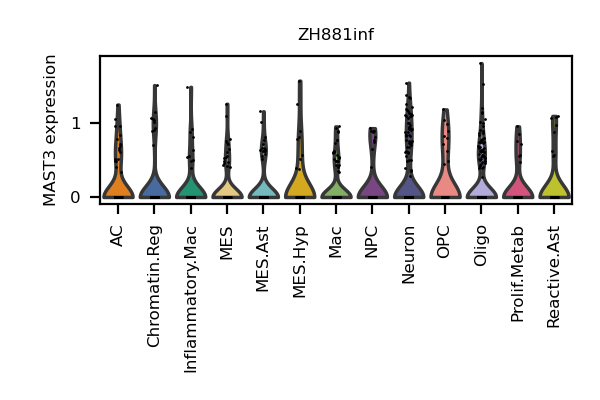 ZH881inf
MAST3 expression
1
0
AC
Chromatin.Reg
Inflammatory.Mac
MES
MES.Ast
MES.Hyp
Mac
NPC
Neuron
OPC
Oligo
Prolif.Metab
Reactive.Ast